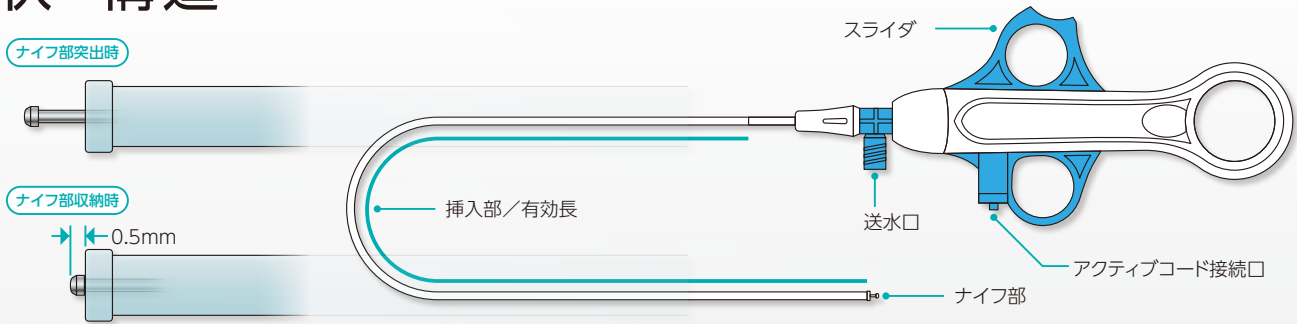 構造
ナイフ部突出時
スライダ
ナイフ部収納時
0.5mm
挿入部／有効長
送水口
アクティブコード接続口
ナイフ部